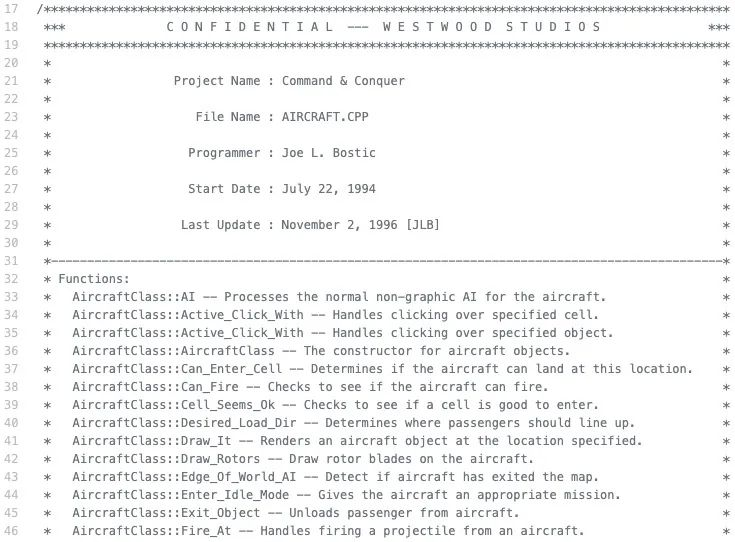 17 /***********************************************************************************************
18 ***              C O N F I D E N T I A L  ---  W E S T W O O D  S T U D I O S               ***
19 ***********************************************************************************************
20 *                                                                                             *
21 *                 Project Name : Command & Conquer                                            *
22 *                                                                                             *
23 *                    File Name : AIRCRAFT.CPP                                                 *
24 *                                                                                             *
25 *                   Programmer : Joe L. Bostic                                                *
26 *                                                                                             *
27 *                   Start Date : July 22, 1994                                                *
28 *                                                                                             *
29 *                  Last Update : November 2, 1996 [JLB]                                       *
30 *                                                                                             *
31 *---------------------------------------------------------------------------------------------*
32 * Functions:                                                                                  *
33 *   AircraftClass::AI -- Processes the normal non-graphic AI for the aircraft.                *
34 *   AircraftClass::Active_Click_With -- Handles clicking over specified cell.                 *
35 *   AircraftClass::Active_Click_With -- Handles clicking over specified object.               *
36 *   AircraftClass::AircraftClass -- The constructor for aircraft objects.                     *
37 *   AircraftClass::Can_Enter_Cell -- Determines if the aircraft can land at this location.    *
38 *   AircraftClass::Can_Fire -- Checks to see if the aircraft can fire.                        *
39 *   AircraftClass::Cell_Seems_Ok -- Checks to see if a cell is good to enter.                 *
40 *   AircraftClass::Desired_Load_Dir -- Determines where passengers should line up.            *
41 *   AircraftClass::Draw_It -- Renders an aircraft object at the location specified.           *
42 *   AircraftClass::Draw_Rotors -- Draw rotor blades on the aircraft.                          *
43 *   AircraftClass::Edge_Of_World_AI -- Detect if aircraft has exited the map.                 *
44 *   AircraftClass::Enter_Idle_Mode -- Gives the aircraft an appropriate mission.              *
45 *   AircraftClass::Exit_Object -- Unloads passenger from aircraft.                            *
46 *   AircraftClass::Fire_At -- Handles firing a projectile from an aircraft.                   *